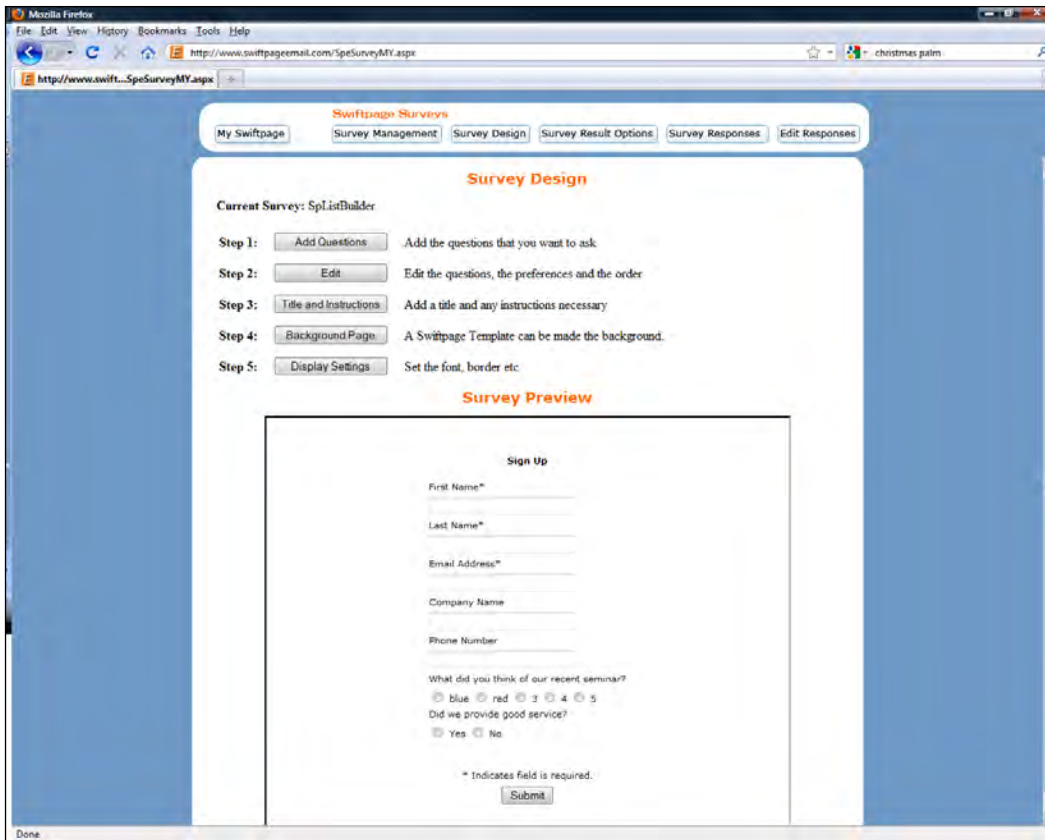 Mozilla Firefox
File Edit View History Bookmarks Tools Help
http://www.swiftpageemail.com/SpeSurveyMY.aspx
christmas palm
http://www.swift...SpeSurveyMY.aspx
Swiftpage Surveys
My Swiftpage Survey Management Survey Design Survey Result Options Survey Responses Edit Responses
Survey Design
Current Survey: SpListBuilder
Step 1: Add Questions Add the questions that you want to ask
Step 2: Edit Edit the questions, the preferences and the order
Step 3: Title and Instructions Add a title and any instructions necessary
Step 4: Background Page A Swiftpage Template can be made the background.
Step 5: Display Settings Set the font, border etc
Survey Preview
Sign Up
First Name*
Last Name*
Email Address*
Company Name
Phone Number
What did you think of our recent seminar?
blue red 3 4 5
Did we provide good service?
Yes No
* Indicates field is required.
Submit
Done